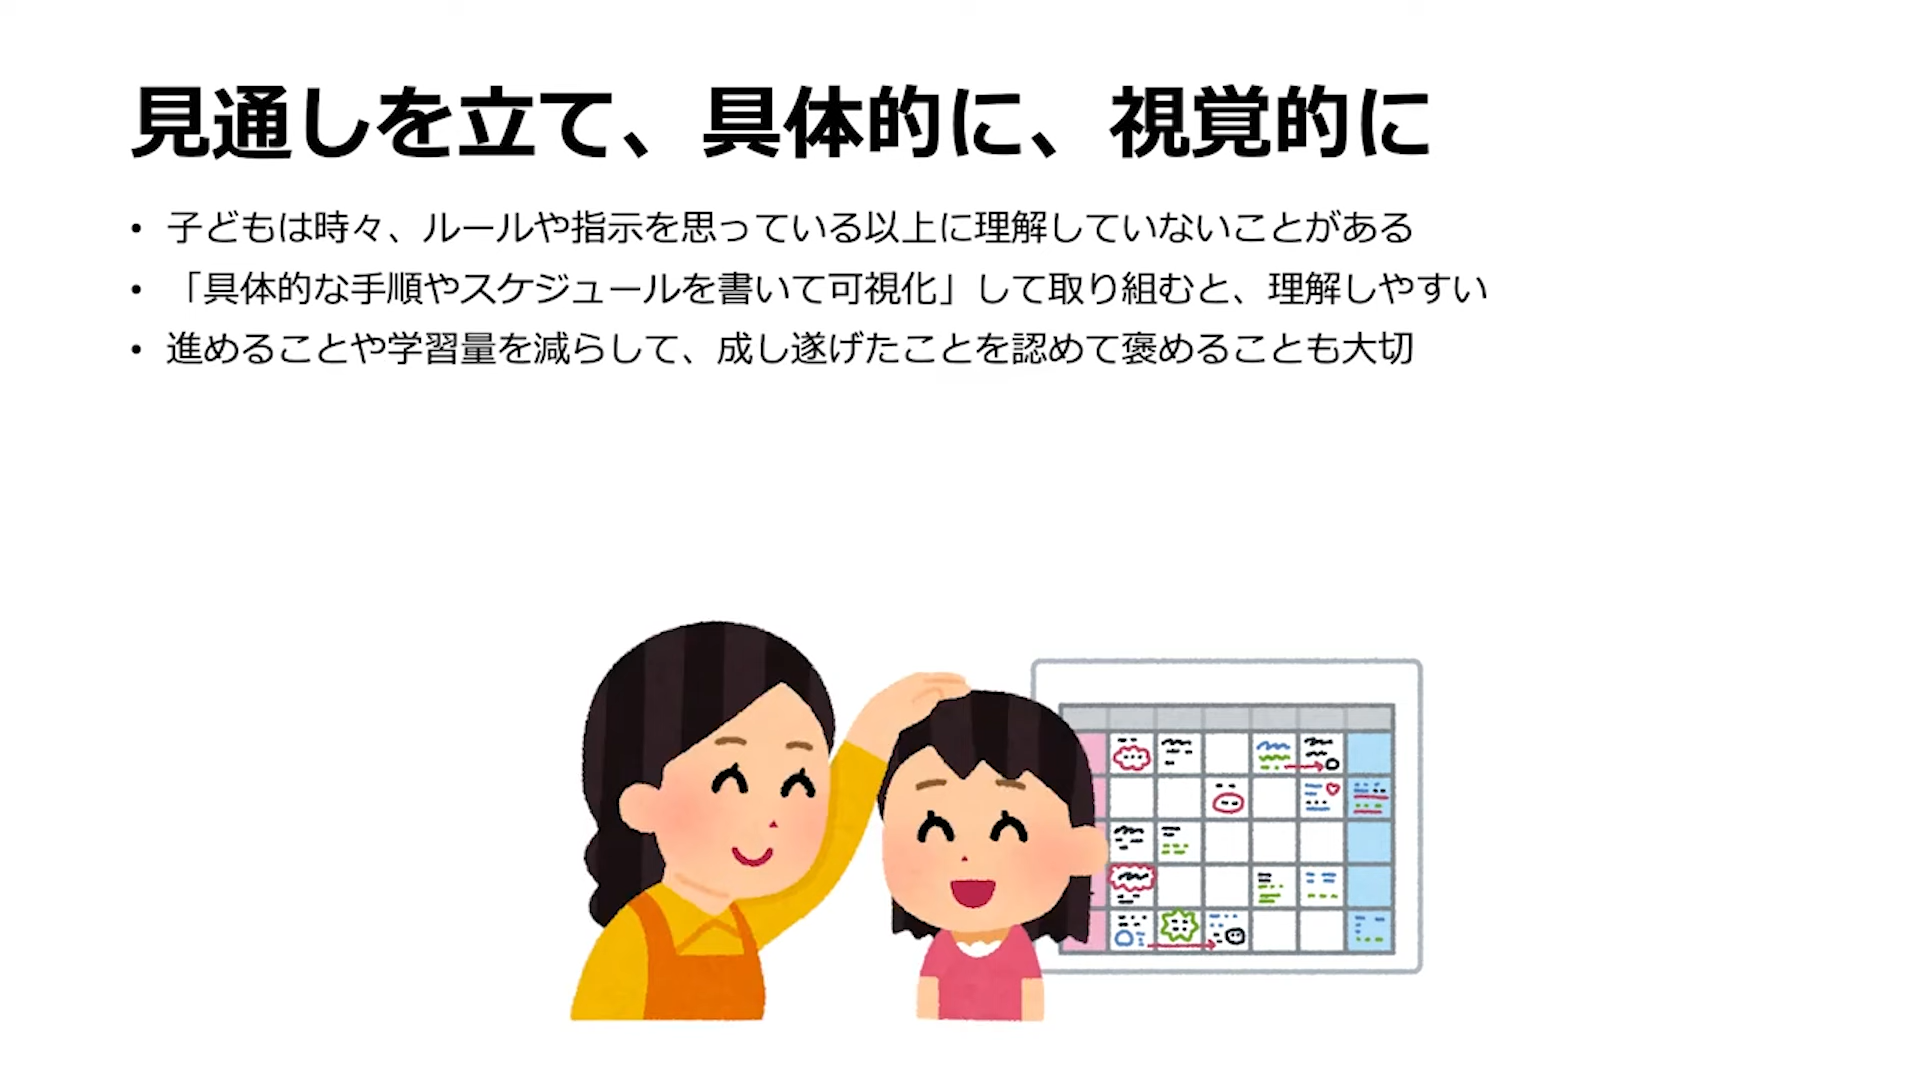 見通しを立て、具体的に、視覚的に
• 子どもは時々、ルールや指示を思っている以上に理解していないことがある
• 「具体的な手順やスケジュールを書いて可視化」して取り組むと、理解しやすい
• 進めることや学習量を減らして、成し遂げたことを認めて褒めることも大切